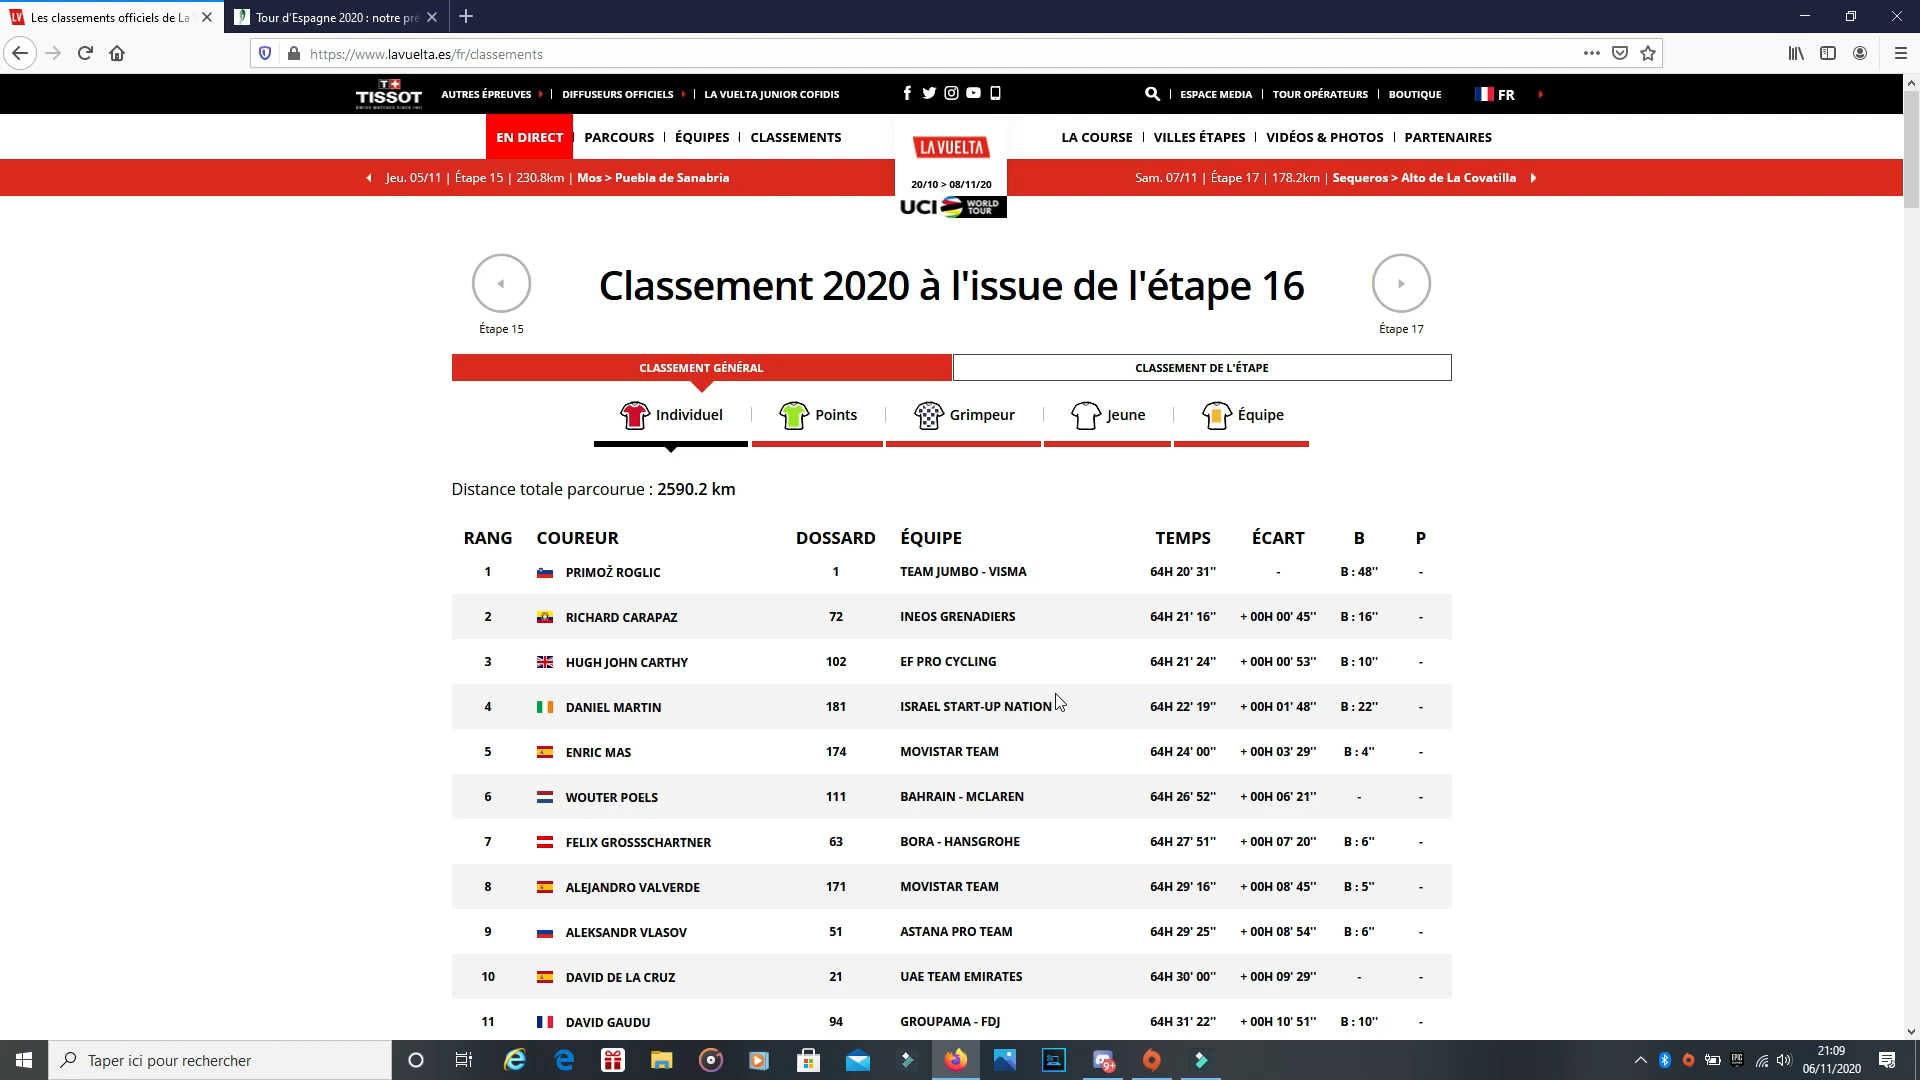 Les classements officiels de La
Tour d'Espagne 2020 : notre pré
https://www.lavuelta.es/fr/classements
TISSOT
AUTRES ÉPREUVES | DIFFUSEURS OFFICIELS | LA VUELTA JUNIOR COFIDIS
| ESPACE MEDIA | TOUR OPÉRATEURS | BOUTIQUE
FR
EN DIRECT | PARCOURS | ÉQUIPES | CLASSEMENTS
LA VUELTA
LA COURSE | VILLES ÉTAPES | VIDÉOS & PHOTOS | PARTENAIRES
Jeu. 05/11 | Étape 15 | 230.8km | Mos > Puebla de Sanabria
20/10 > 08/11/20
UCI WORLD TOUR
Sam. 07/11 | Étape 17 | 178.2km | Sequeros > Alto de La Covatilla
Classement 2020 à l'issue de l'étape 16
Étape 15
Étape 17
CLASSEMENT GÉNÉRAL
CLASSEMENT DE L'ÉTAPE
Individuel | Points | Grimpeur | Jeune | Équipe
Distance totale parcourue : 2590.2 km
RANG COUREUR DOSSARD ÉQUIPE TEMPS ÉCART B P
1 PRIMOŽ ROGLIC 1 TEAM JUMBO - VISMA 64H 20' 31'' - B : 48'' -
2 RICHARD CARAPAZ 72 INEOS GRENADIERS 64H 21' 16'' + 00H 00' 45'' B : 16'' -
3 HUGH JOHN CARTHY 102 EF PRO CYCLING 64H 21' 24'' + 00H 00' 53'' B : 10'' -
4 DANIEL MARTIN 181 ISRAEL START-UP NATION 64H 22' 19'' + 00H 01' 48'' B : 22'' -
5 ENRIC MAS 174 MOVISTAR TEAM 64H 24' 00'' + 00H 03' 29'' B : 4'' -
6 WOUTER POELS 111 BAHRAIN - MCLAREN 64H 26' 52'' + 00H 06' 21'' - -
7 FELIX GROSSSCHARTNER 63 BORA - HANSGROHE 64H 27' 51'' + 00H 07' 20'' B : 6'' -
8 ALEJANDRO VALVERDE 171 MOVISTAR TEAM 64H 29' 16'' + 00H 08' 45'' B : 5'' -
9 ALEKSANDR VLASOV 51 ASTANA PRO TEAM 64H 29' 25'' + 00H 08' 54'' B : 6'' -
10 DAVID DE LA CRUZ 21 UAE TEAM EMIRATES 64H 30' 00'' + 00H 09' 29'' - -
11 DAVID GAUDU 94 GROUPAMA - FDJ 64H 31' 22'' + 00H 10' 51'' B : 10'' -
Taper ici pour rechercher
21:09
06/11/2020